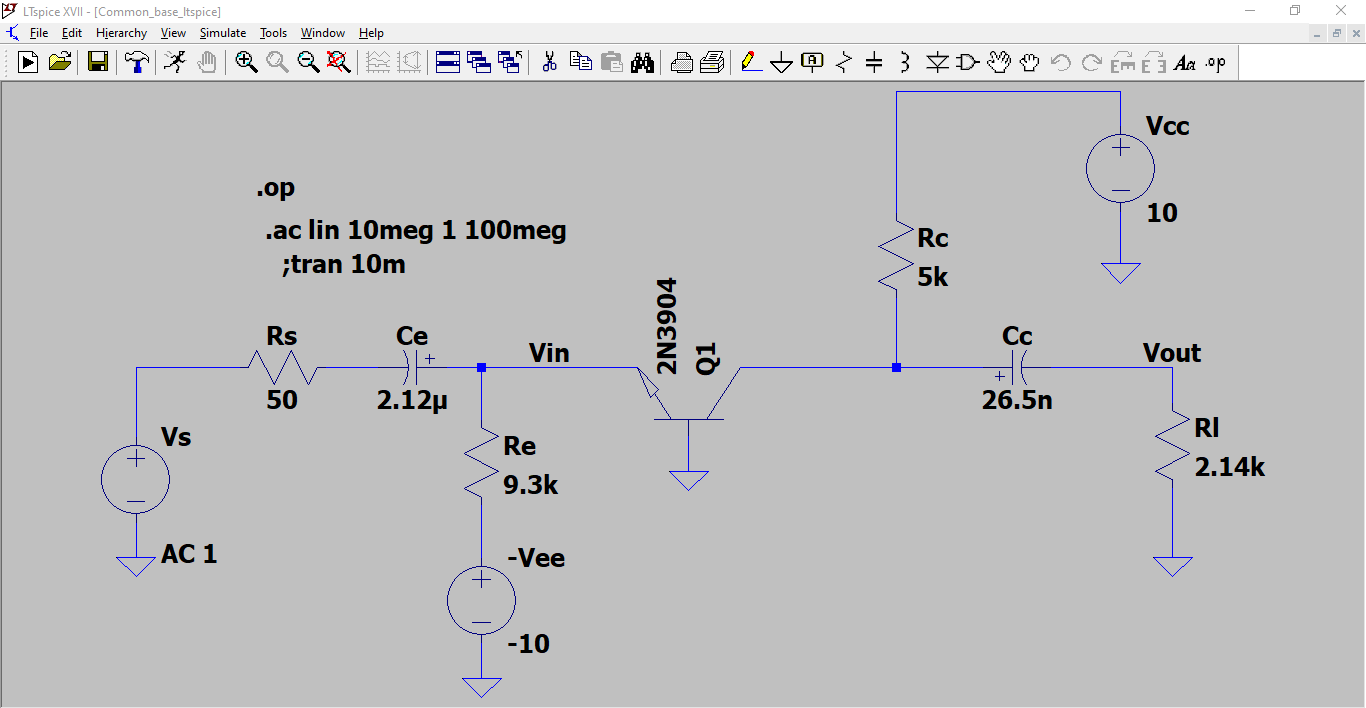 LTspice XVII - [Common_base_ltspice]
File Edit Hierarchy View Simulate Tools Window Help
.op
Vcc
10
.op
.ac lin 10meg 1 100meg
;tran 10m
Rc
5k
2N3904
Q1
Rs
50
Ce
+
2.12µ
Vin
Cc
+
26.5n
Vout
Vs
AC 1
Re
9.3k
Rl
2.14k
-Vee
-10